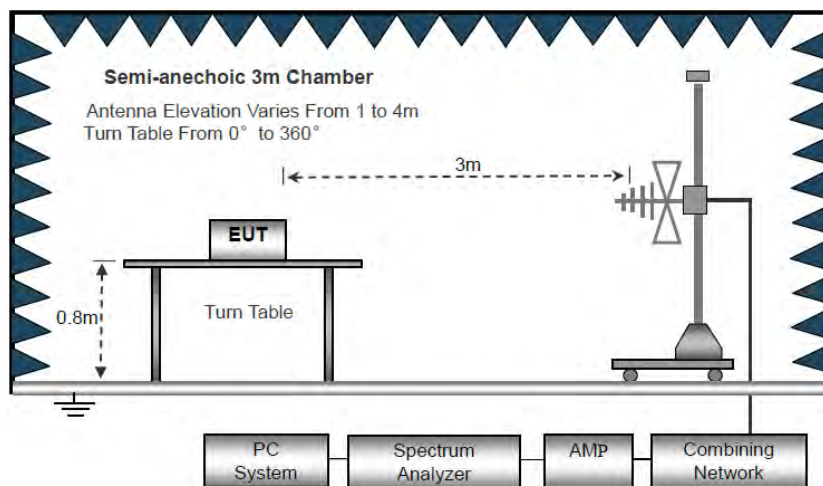 Semi-anechoic 3m Chamber
Antenna Elevation Varies From 1 to 4m
Turn Table From 0° to 360°
3m
EUT
0.8m
Turn Table
PC
System
Spectrum
Analyzer
AMP
Combining
Network